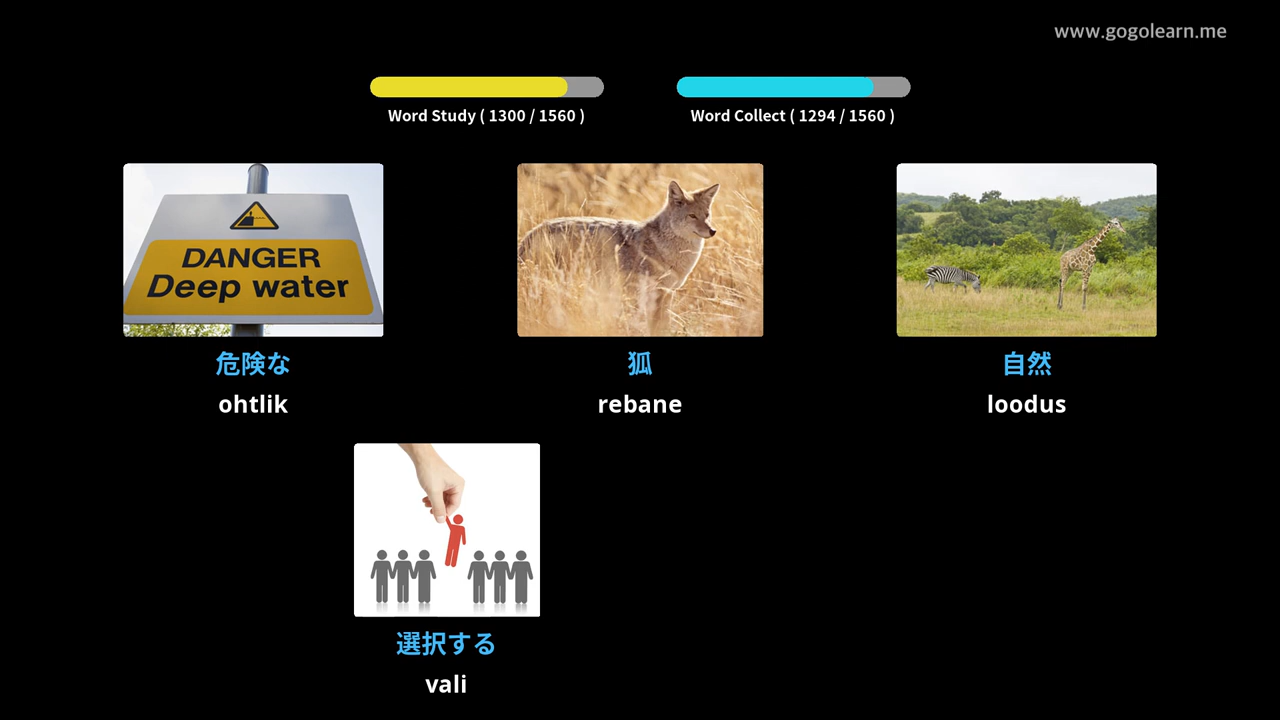 www.gogolearn.me
Word Study ( 1300 / 1560 )
Word Collect ( 1294 / 1560 )
DANGER
Deep water
危険な
ohtlik
狐
rebane
自然
loodus
選択する
vali